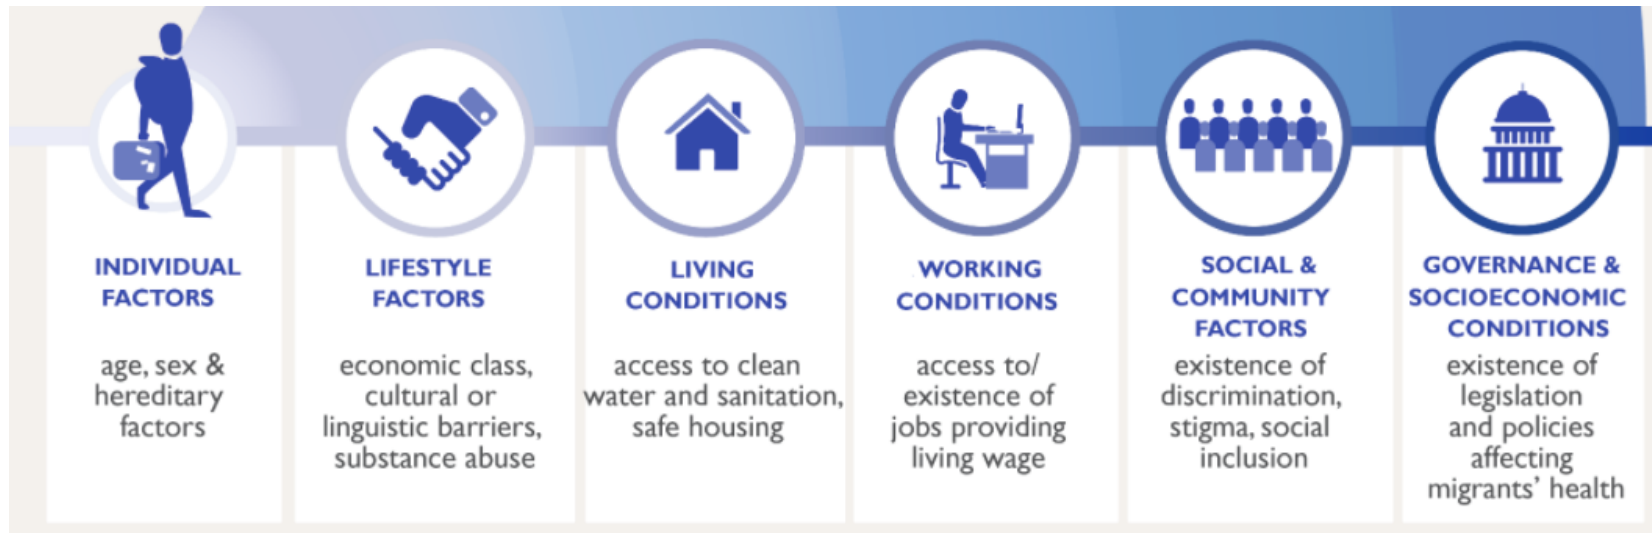 INDIVIDUAL
FACTORS
age, sex &
hereditary
factors
LIFESTYLE
FACTORS
economic class,
cultural or
linguistic barriers,
substance abuse
LIVING
CONDITIONS
access to clean
water and sanitation,
safe housing
WORKING
CONDITIONS
access to/
existence of
jobs providing
living wage
SOCIAL &
COMMUNITY
FACTORS
existence of
discrimination,
stigma, social
inclusion
GOVERNANCE &
SOCIOECONOMIC
CONDITIONS
existence of
legislation
and policies
affecting
migrants' health